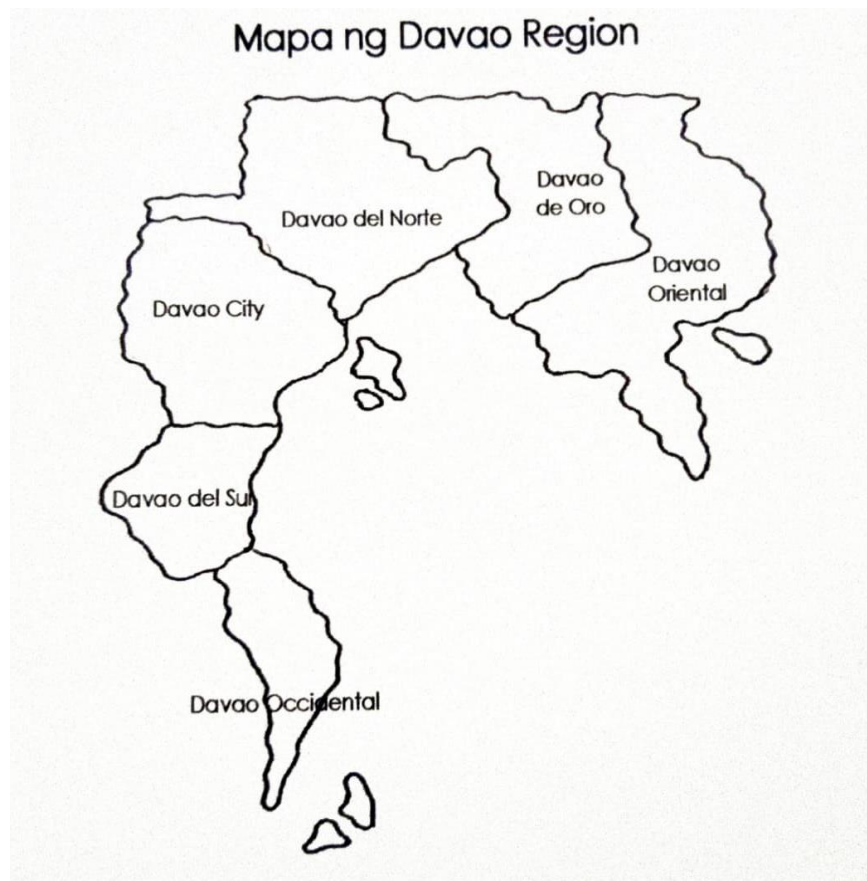 Mapa ng Davao Region
Davao
de Oro
Davao del Norte
Davao
Oriental
Davao City
Davao del Sur
Davao Occidental